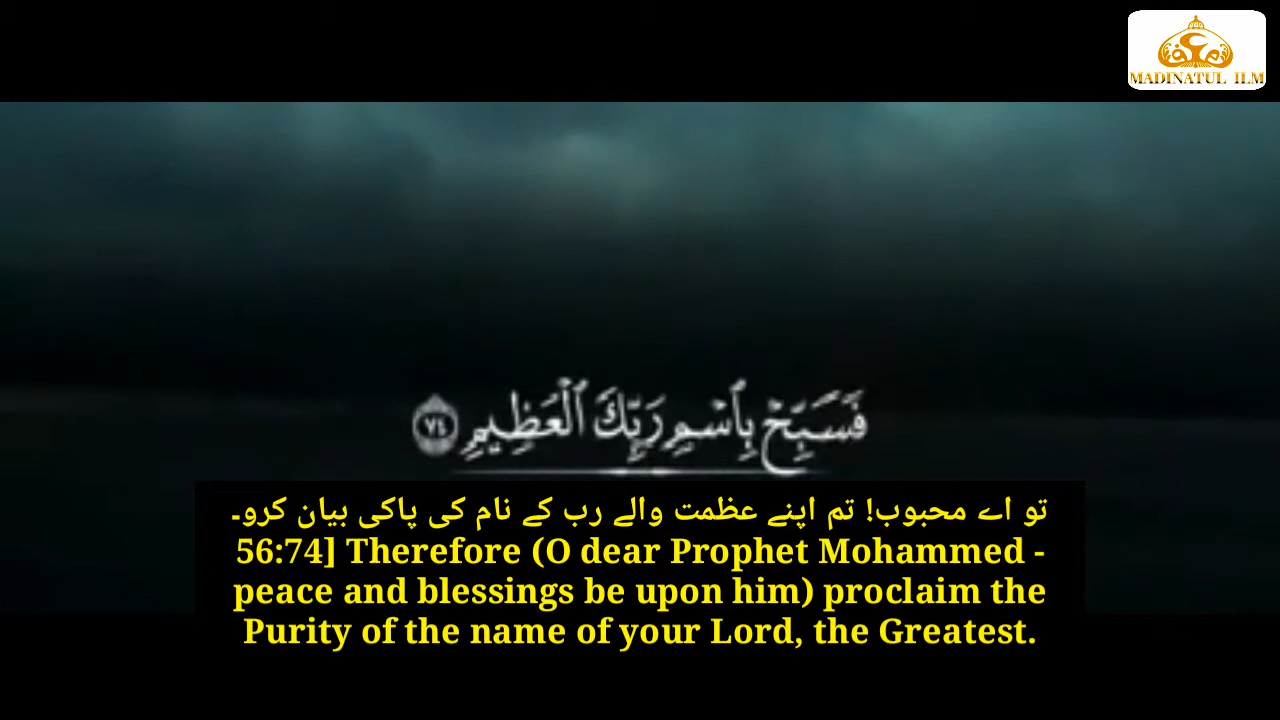 MADINATUL ILM
فَسَبِّحْ بِٱسْمِ رَبِّكَ ٱلْعَظِيمِ ٧٤
تو اے محبوب! تم اپنے عظمت والے رب کے نام کی پاکی بیان کرو۔
56:74] Therefore (O dear Prophet Mohammed -
peace and blessings be upon him) proclaim the
Purity of the name of your Lord, the Greatest.